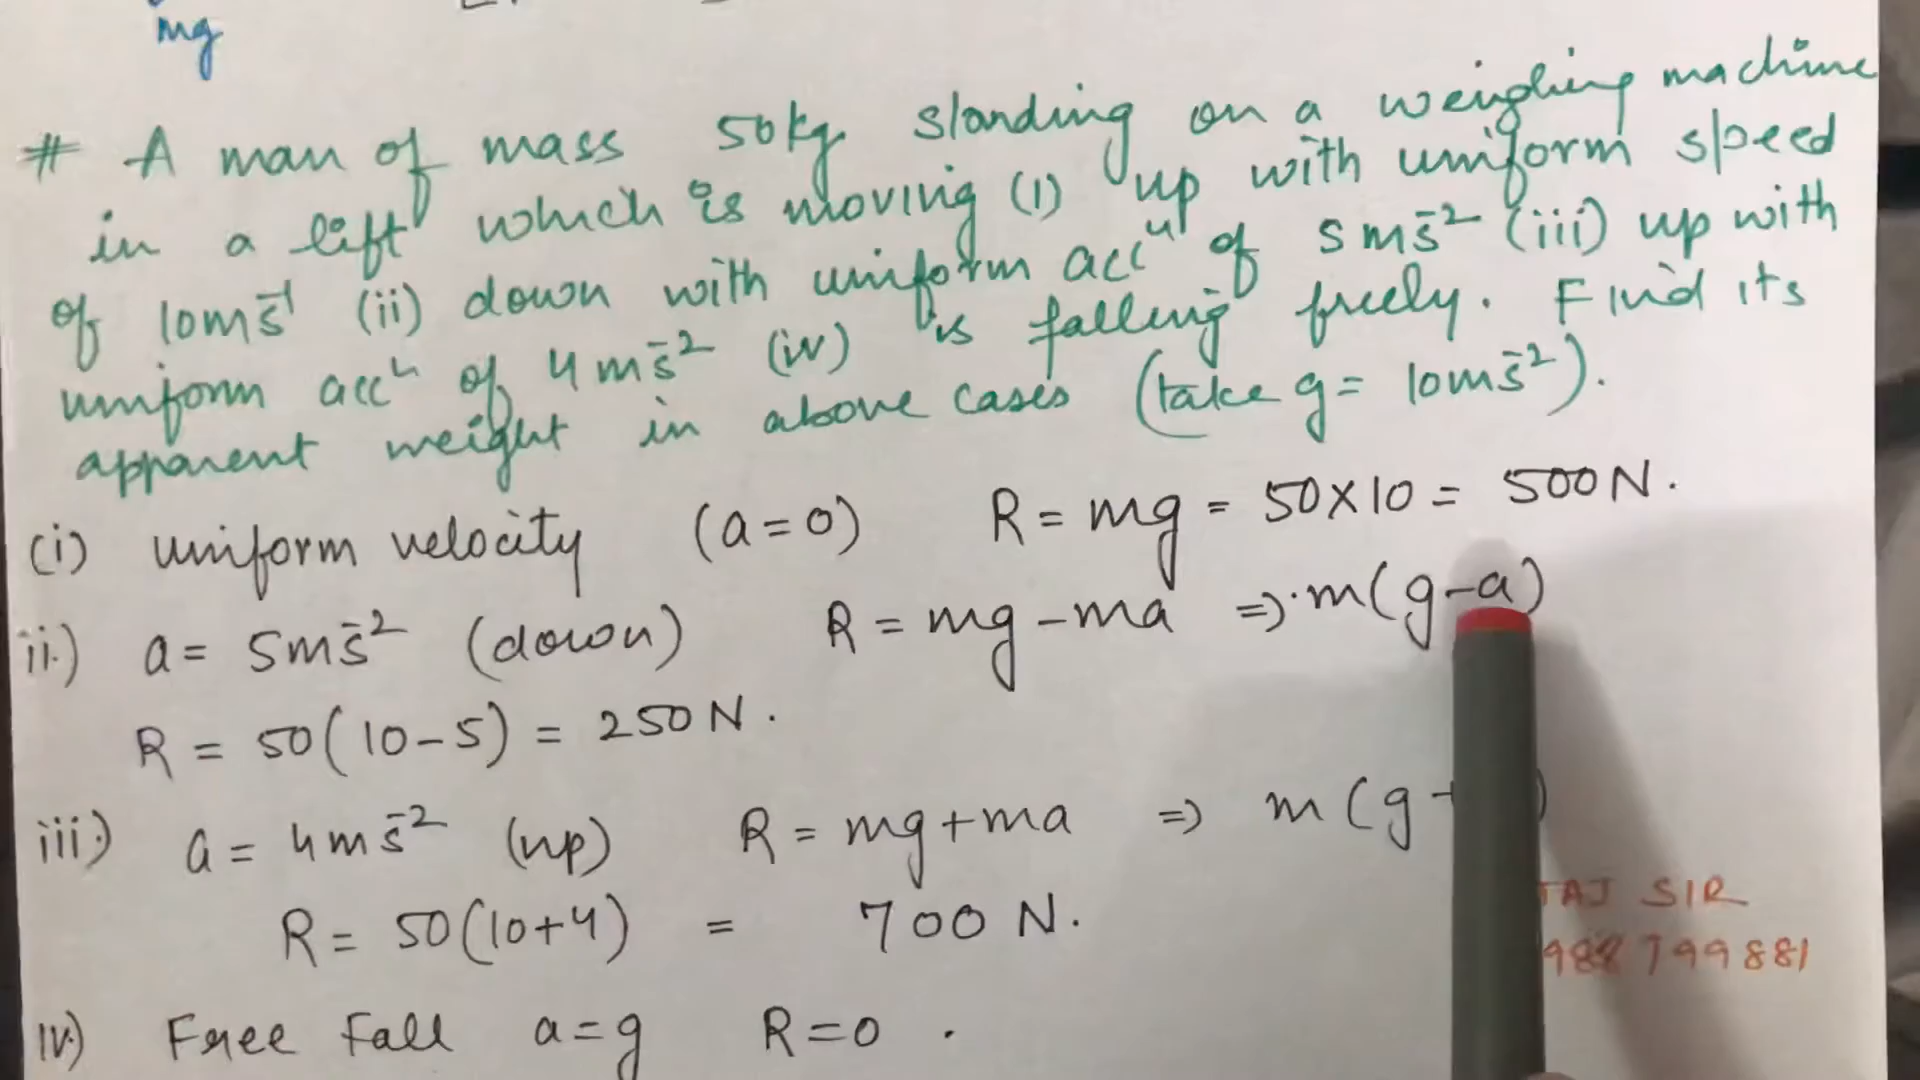 mg
# A man of mass 50kg standing on a weighing machine
in a lift which is moving (i) up with uniform speed
of 10ms⁻¹ (ii) down with uniform accⁿ of 5ms⁻² (iii) up with
uniform accⁿ of 4ms⁻² (iv) is falling freely. Find its
apparent weight in above cases (take g = 10ms⁻²).
(i) uniform velocity (a=0) R = mg = 50×10 = 500N.
ii.) a = 5ms⁻² (down) R = mg - ma ⇒ m(g-a)
R = 50(10-5) = 250N.
iii.) a = 4ms⁻² (up) R = mg+ma ⇒ m(g+ )
R = 50(10+4) = 700 N.
TAJ SIR
988799881
iv.) Free Fall a=g R=0 .